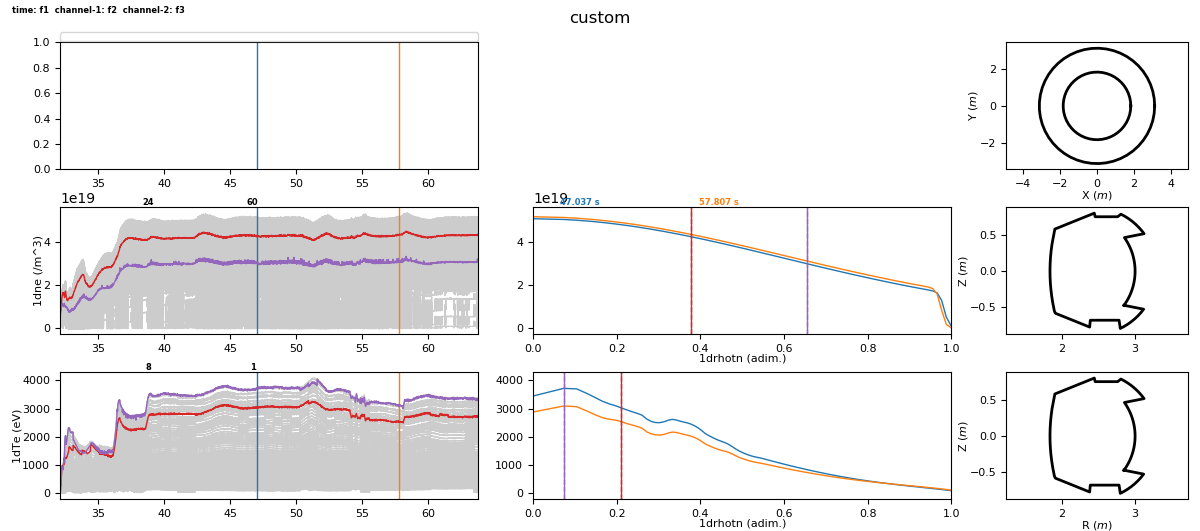 time: f1 channel-1: f2 channel-2: f3
custom
1.0
0.8
0.6
0.4
0.2
0.0
35 40 45 50 55 60
Y (m)
2
0
−2
−4 −2 0 2 4
X (m)
1e19
24 60
1dne (/m^3)
4
2
0
35 40 45 50 55 60
1e19
47.037 s 57.807 s
4
2
0
0.0 0.2 0.4 0.6 0.8 1.0
1drhotn (adim.)
Z (m)
0.5
0.0
−0.5
2 3
8 1
1dTe (eV)
4000
3000
2000
1000
0
35 40 45 50 55 60
4000
3000
2000
1000
0
0.0 0.2 0.4 0.6 0.8 1.0
1drhotn (adim.)
Z (m)
0.5
0.0
−0.5
2 3
R (m)